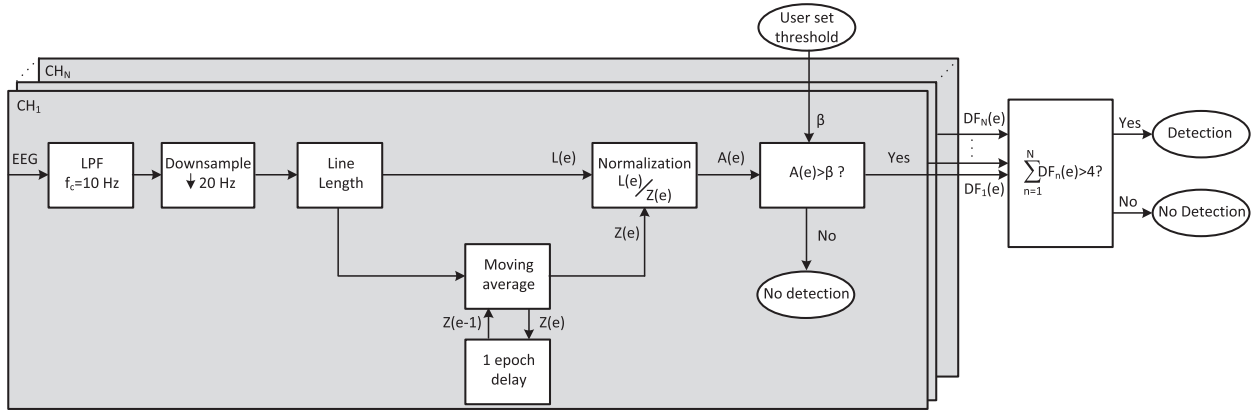 User set
threshold
CH_N
CH_1
β
EEG
LPF
f_c=10 Hz
Downsample
↓ 20 Hz
Line
Length
L(e)
Normalization
L(e)/Z(e)
A(e)
A(e)>β ?
Yes
DF_N(e)
DF_1(e)
N
∑DF_n(e)>4?
n=1
Yes
Detection
No
No Detection
Z(e)
No
Moving
average
No detection
Z(e-1)
Z(e)
1 epoch
delay